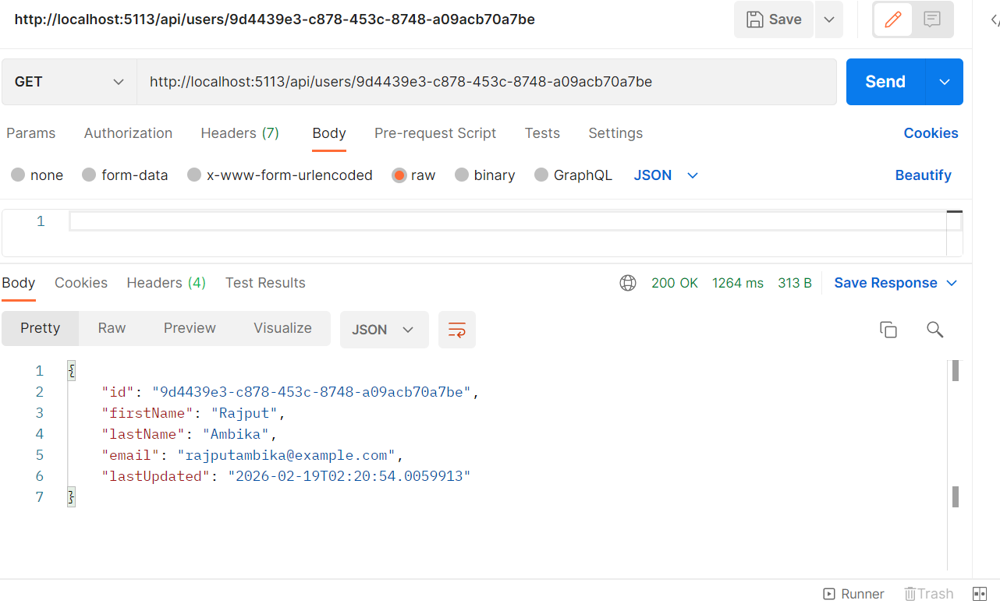 http://localhost:5113/api/users/9d4439e3-c878-453c-8748-a09acb70a7be
Save
GET
http://localhost:5113/api/users/9d4439e3-c878-453c-8748-a09acb70a7be
Send
Params Authorization Headers (7) Body Pre-request Script Tests Settings Cookies
none form-data x-www-form-urlencoded raw binary GraphQL JSON Beautify
1
Body Cookies Headers (4) Test Results 200 OK 1264 ms 313 B Save Response
Pretty Raw Preview Visualize JSON
1 {
2 "id": "9d4439e3-c878-453c-8748-a09acb70a7be",
3 "firstName": "Rajput",
4 "lastName": "Ambika",
5 "email": "rajputambika@example.com",
6 "lastUpdated": "2026-02-19T02:20:54.0059913"
7 }
Runner Trash